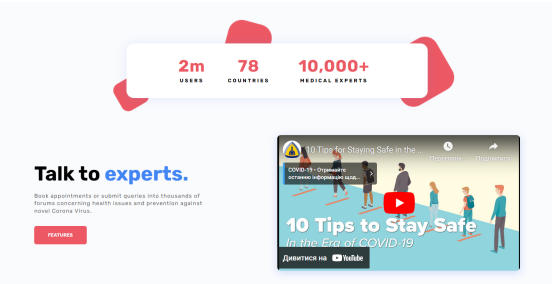 2m
USERS
78
COUNTRIES
10,000+
MEDICAL EXPERTS
Talk to experts.
Book appointments or submit queries into thousands of
forums concerning health issues and prevention against
novel Corona Virus.
FEATURES
10 Tips for Staying Safe in the ...
COVID-19 - Отримайте
останню інформацію щод...
10 Tips to Stay Safe
In the Era of COVID-19
Дивитися на YouTube